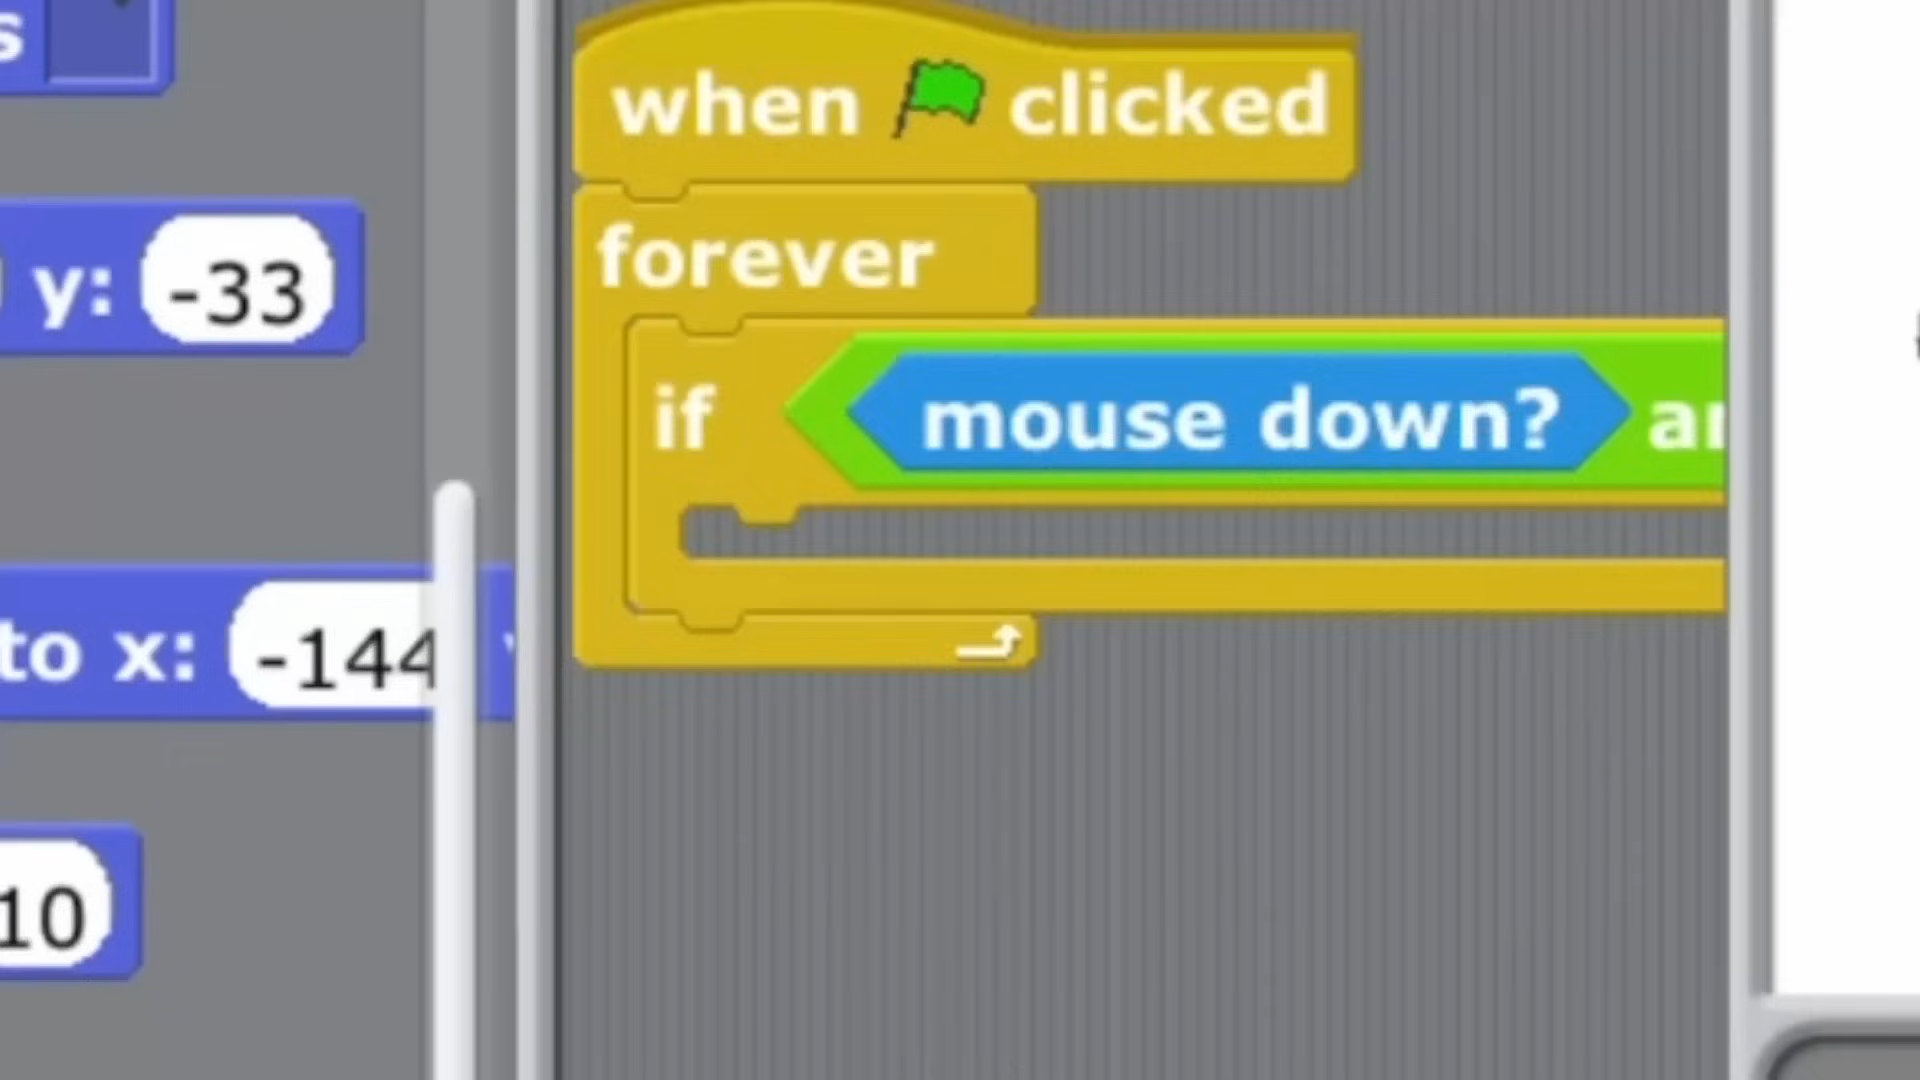 s
when clicked
y: -33
forever
if mouse down?
to x: -144
10